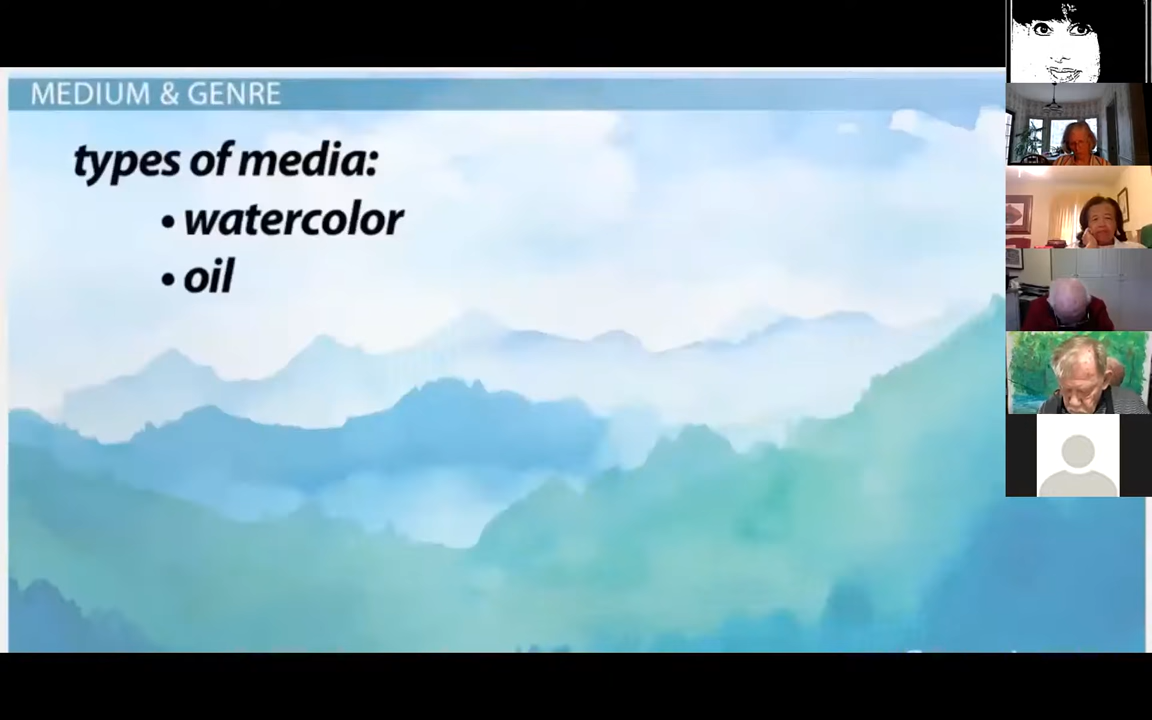 MEDIUM & GENRE
types of media:
• watercolor
• oil